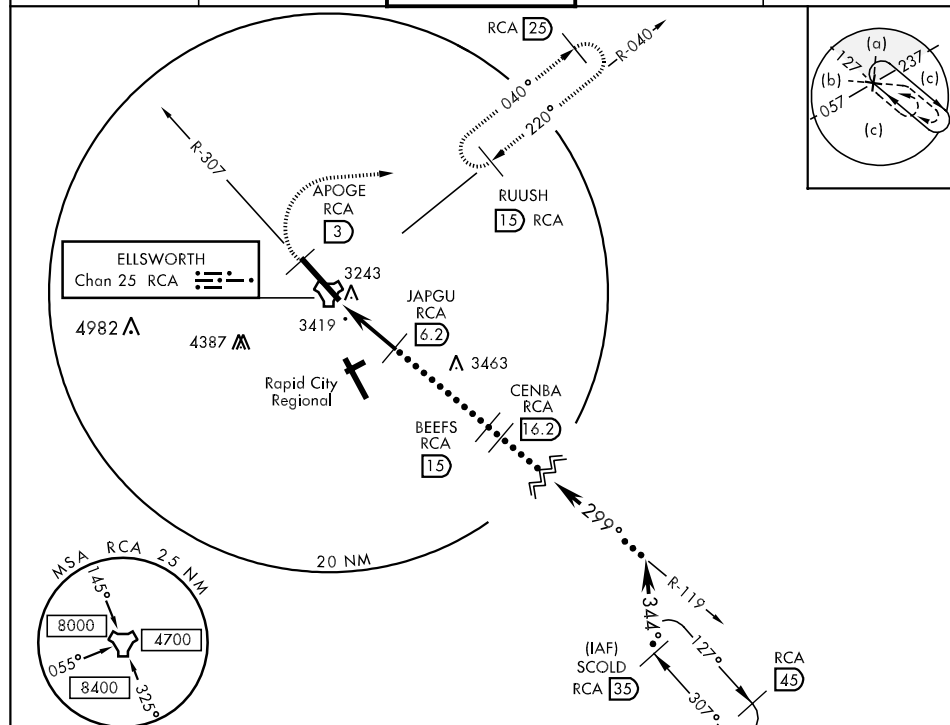 RCA 25
R-040
040°
220°
RUUSH
15 RCA
R-307
APOGE
RCA
3
ELLSWORTH
Chan 25 RCA
3243
3419
4982
4387
JAPGU
RCA
6.2
3463
Rapid City
Regional
CENBA
RCA
16.2
BEEFS
RCA
15
20 NM
299°
R-119
344°
127°
(IAF)
SCOLD
RCA 35
307°
RCA
45
MSA RCA 25 NM
145°
8000
4700
055°
8400
325°
(a)
127
237
(b)
(c)
057
(c)